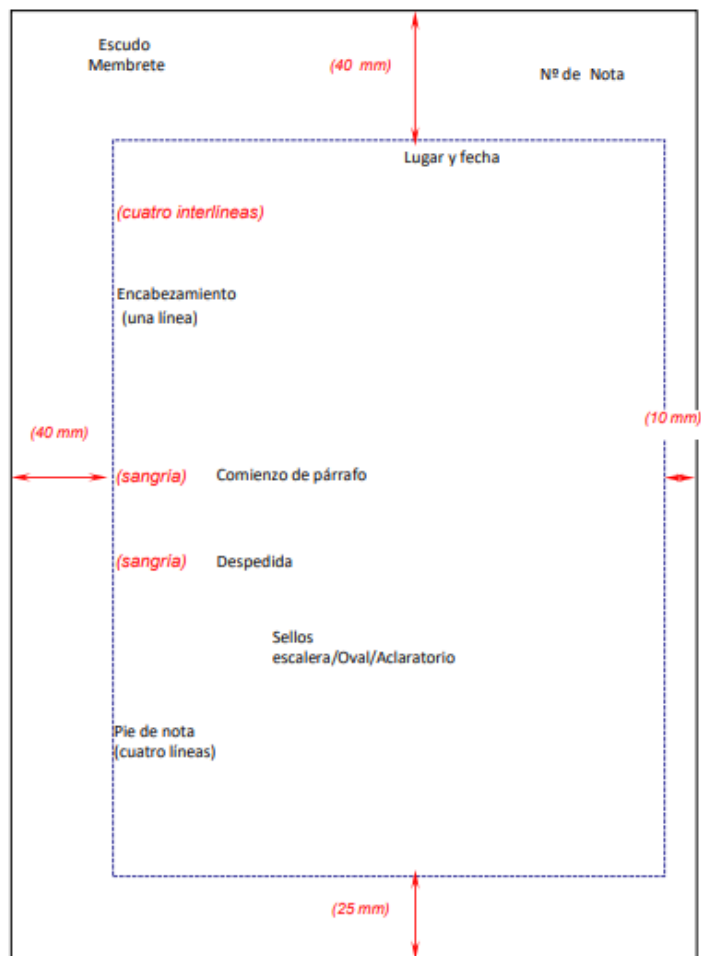 Escudo
Membrete
(40 mm)
Nº de Nota
Lugar y fecha
(cuatro interlíneas)
Encabezamiento
(una línea)
(10 mm)
(40 mm)
(sangría) Comienzo de párrafo
(sangría) Despedida
Sellos
escalera/Oval/Aclaratorio
Pie de nota
(cuatro líneas)
(25 mm)